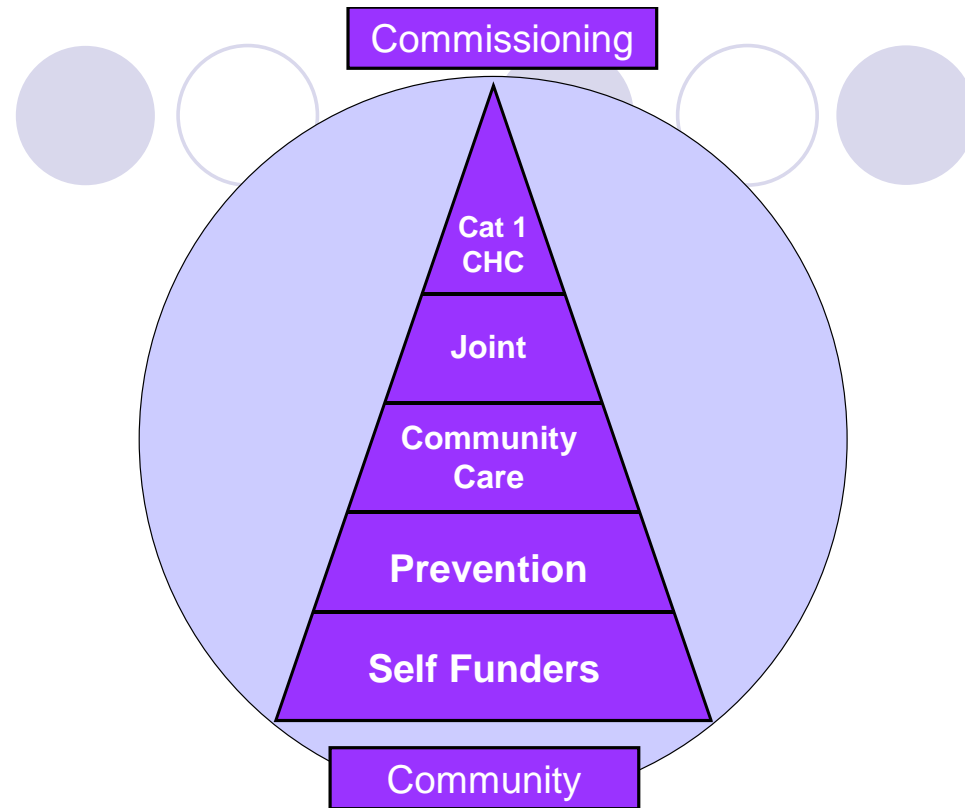 Commissioning
Cat 1
CHC
Joint
Community
Care
Prevention
Self Funders
Community